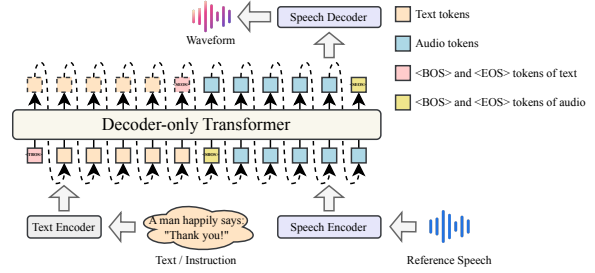 Speech Decoder
Waveform
Text tokens
Audio tokens
<BOS> and <EOS> tokens of text
<BOS> and <EOS> tokens of audio
Decoder-only Transformer
Text Encoder
A man happily says:
"Thank you!"
Text / Instruction
Speech Encoder
Reference Speech